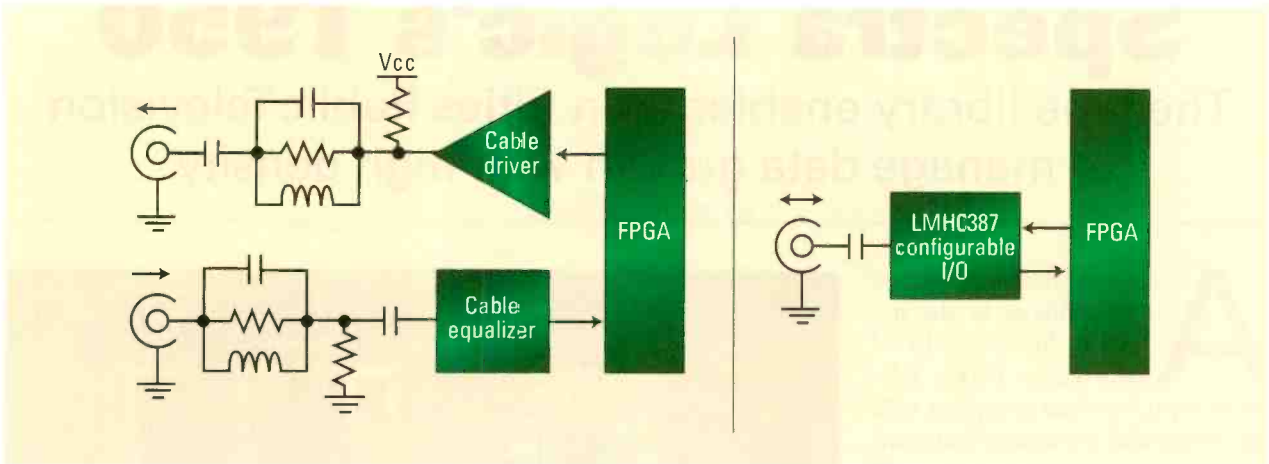 Vcc
Cable
driver
FPGA
Cable
equalizer
LMHC387
configurable
I/O
FPGA